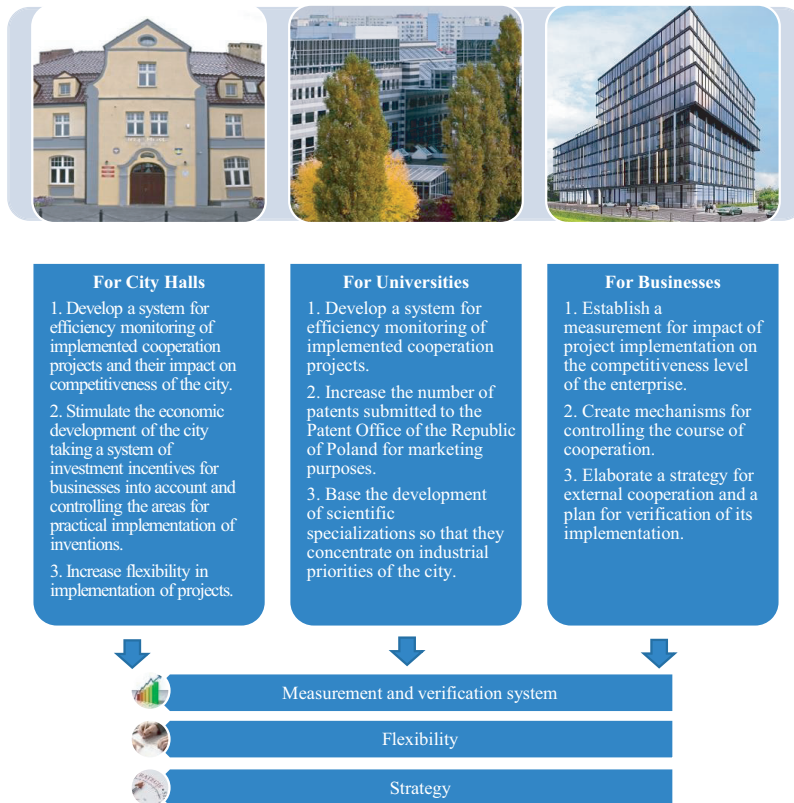 For City Halls
1. Develop a system for
efficiency monitoring of
implemented cooperation
projects and their impact on
competitiveness of the city.
2. Stimulate the economic
development of the city
taking a system of
investment incentives for
businesses into account and
controlling the areas for
practical implementation of
inventions.
3. Increase flexibility in
implementation of projects.
For Universities
1. Develop a system for
efficiency monitoring of
implemented cooperation
projects.
2. Increase the number of
patents submitted to the
Patent Office of the Republic
of Poland for marketing
purposes.
3. Base the development
of scientific
specializations so that they
concentrate on industrial
priorities of the city.
For Businesses
1. Establish a
measurement for impact of
project implementation on
the competitiveness level
of the enterprise.
2. Create mechanisms for
controlling the course of
cooperation.
3. Elaborate a strategy for
external cooperation and a
plan for verification of its
implementation.
Measurement and verification system
Flexibility
Strategy